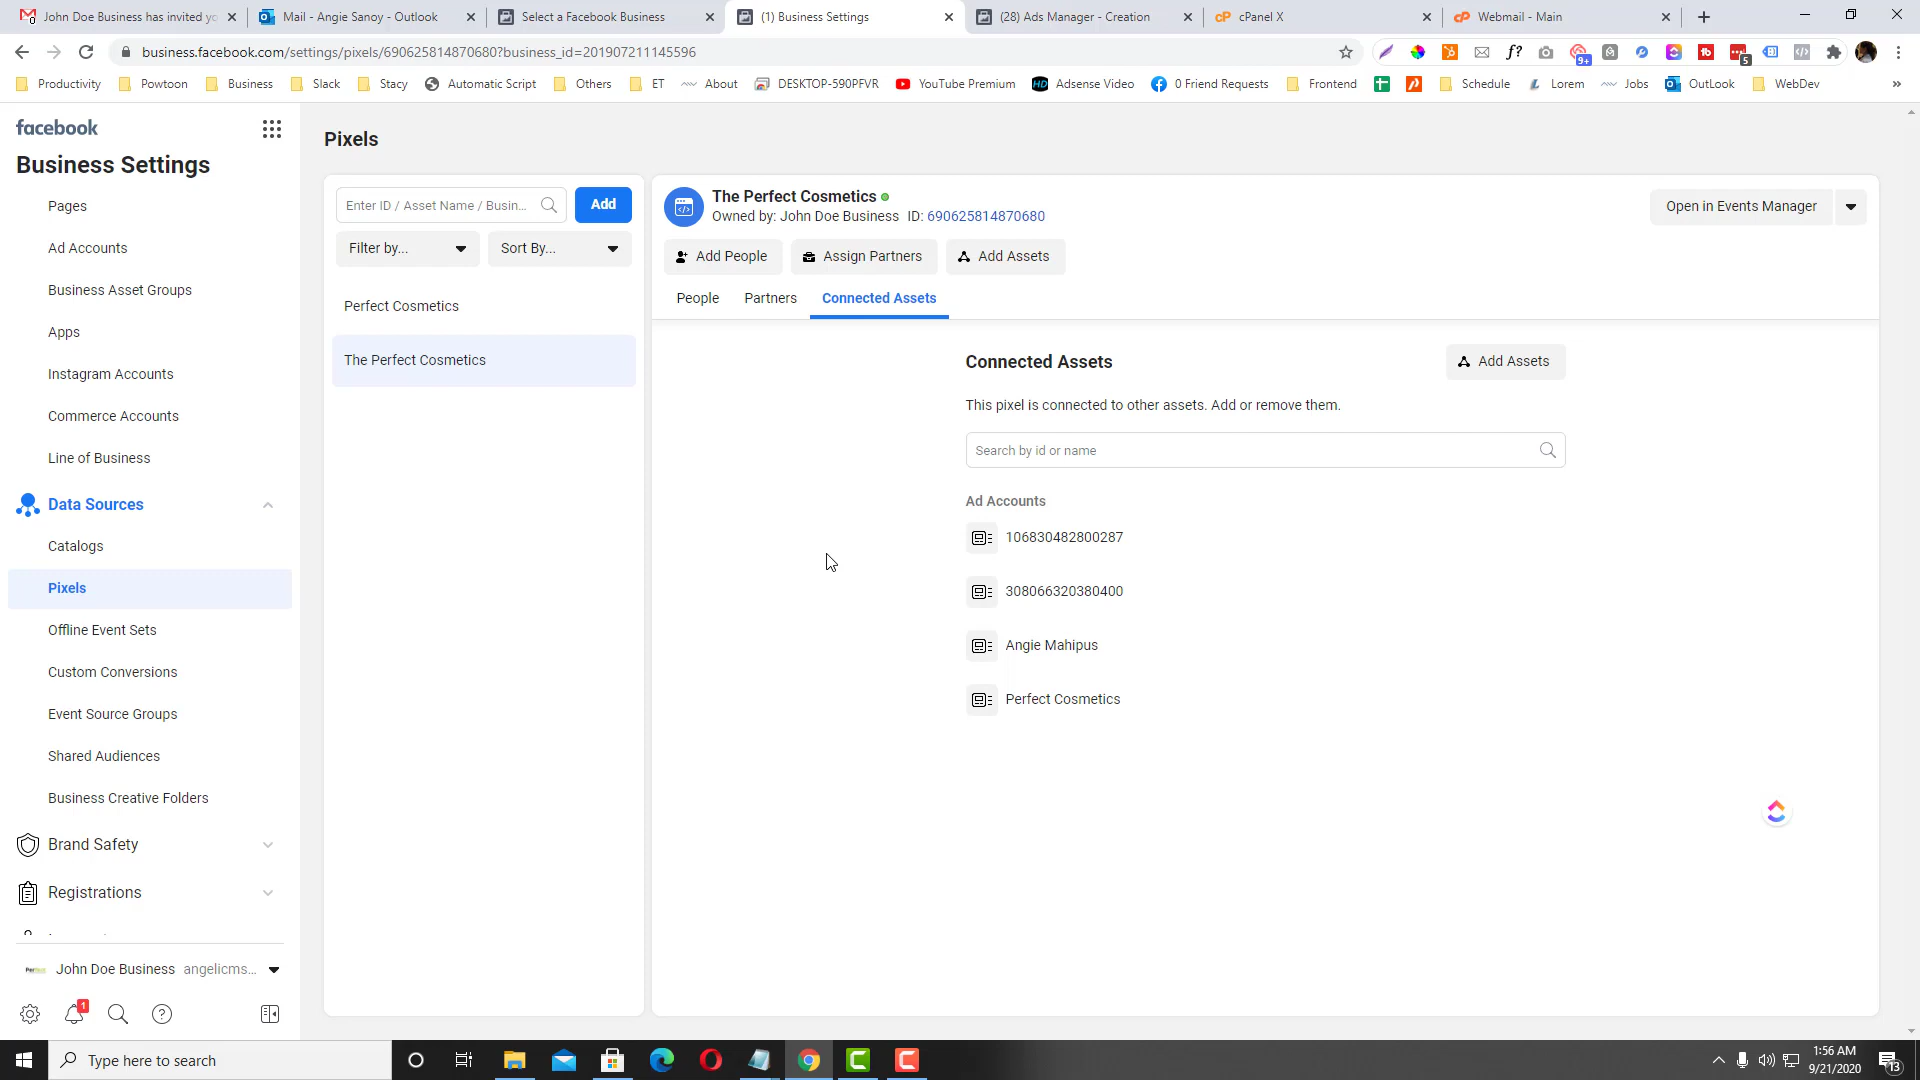 John Doe Business has invited yo
Mail - Angie Sanoy - Outlook
Select a Facebook Business
(1) Business Settings
(28) Ads Manager - Creation
cPanel X
Webmail - Main
business.facebook.com/settings/pixels/690625814870680?business_id=201907211145596
f?
9+
5
Productivity
Powtoon
Business
Slack
Stacy
Automatic Script
Others
ET
About
DESKTOP-590PFVR
YouTube Premium
HD
Adsense Video
0 Friend Requests
Frontend
Schedule
Lorem
Jobs
OutLook
WebDev
»
facebook
Business Settings
Pages
Ad Accounts
Business Asset Groups
Apps
Instagram Accounts
Commerce Accounts
Line of Business
Data Sources
Catalogs
Pixels
Offline Event Sets
Custom Conversions
Event Source Groups
Shared Audiences
Business Creative Folders
Brand Safety
Registrations
John Doe Business angelicms...
1
Pixels
Enter ID / Asset Name / Busin...
Add
Filter by...
Sort By...
Perfect Cosmetics
The Perfect Cosmetics
The Perfect Cosmetics
Owned by: John Doe Business ID: 690625814870680
Open in Events Manager
Add People
Assign Partners
Add Assets
People
Partners
Connected Assets
Connected Assets
Add Assets
This pixel is connected to other assets. Add or remove them.
Search by id or name
Ad Accounts
106830482800287
308066320380400
Angie Mahipus
Perfect Cosmetics
Type here to search
1:56 AM
9/21/2020
13